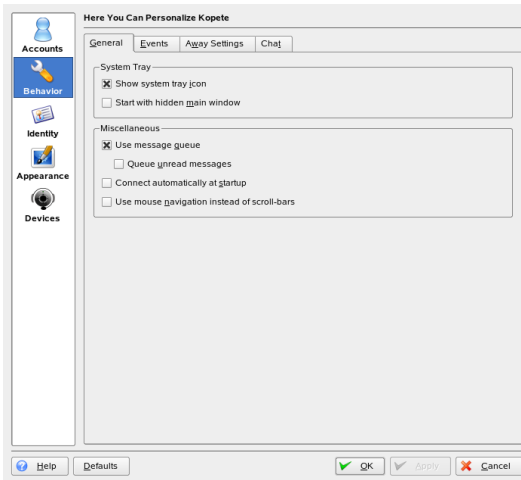 Here You Can Personalize Kopete
Accounts
Behavior
Identity
Appearance
Devices
General Events Away Settings Chat
System Tray
Show system tray icon
Start with hidden main window
Miscellaneous
Use message queue
Queue unread messages
Connect automatically at startup
Use mouse navigation instead of scroll-bars
Help Defaults OK Apply Cancel